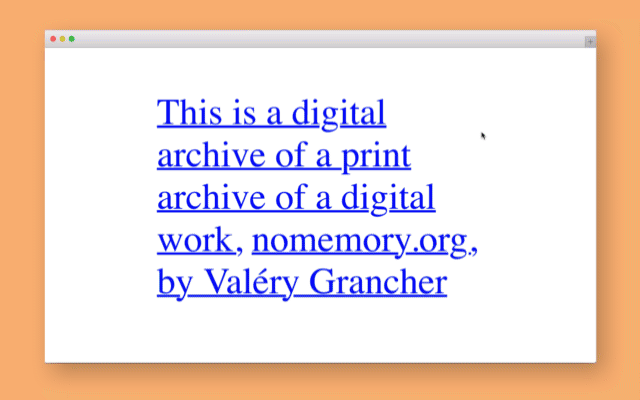 This is a digital
archive of a print
archive of a digital
work, nomemory.org,
by Valéry Grancher